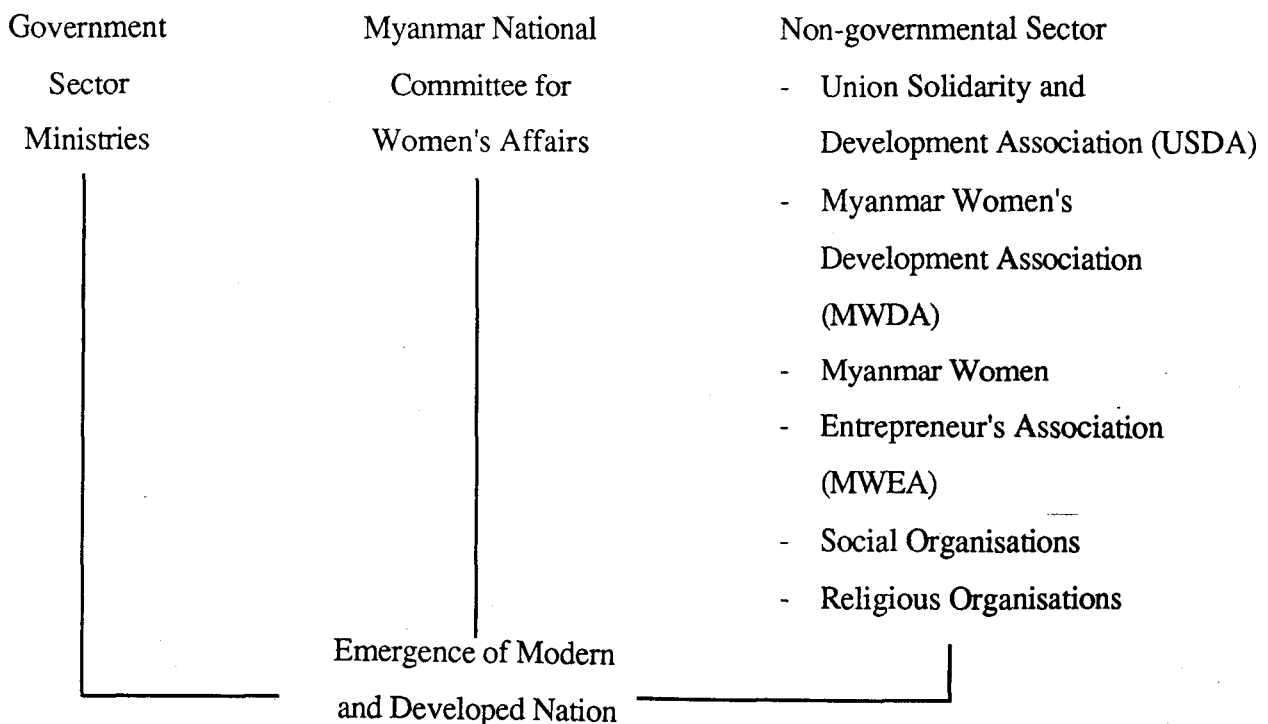 Government
Sector
Ministries
Myanmar National
Committee for
Women's Affairs
Non-governmental Sector
- Union Solidarity and
Development Association (USDA)
- Myanmar Women's
Development Association
(MWDA)
- Myanmar Women
- Entrepreneur's Association
(MWEA)
- Social Organisations
- Religious Organisations
Emergence of Modern
and Developed Nation